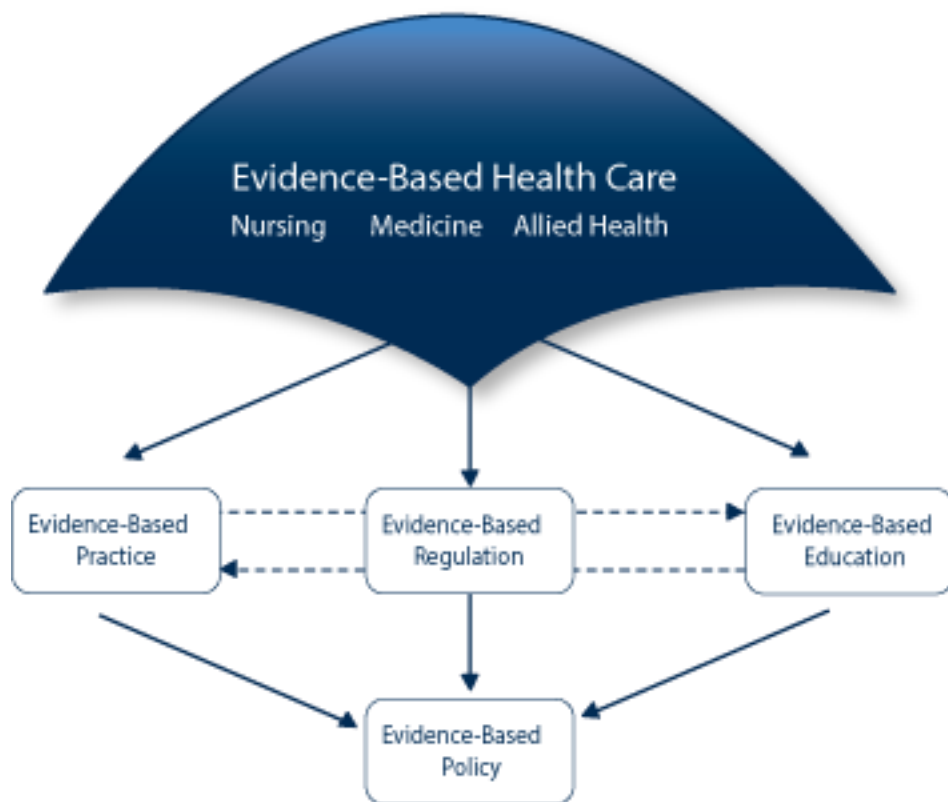 Evidence-Based Health Care
Nursing Medicine Allied Health
Evidence-Based
Practice
Evidence-Based
Regulation
Evidence-Based
Education
Evidence-Based
Policy